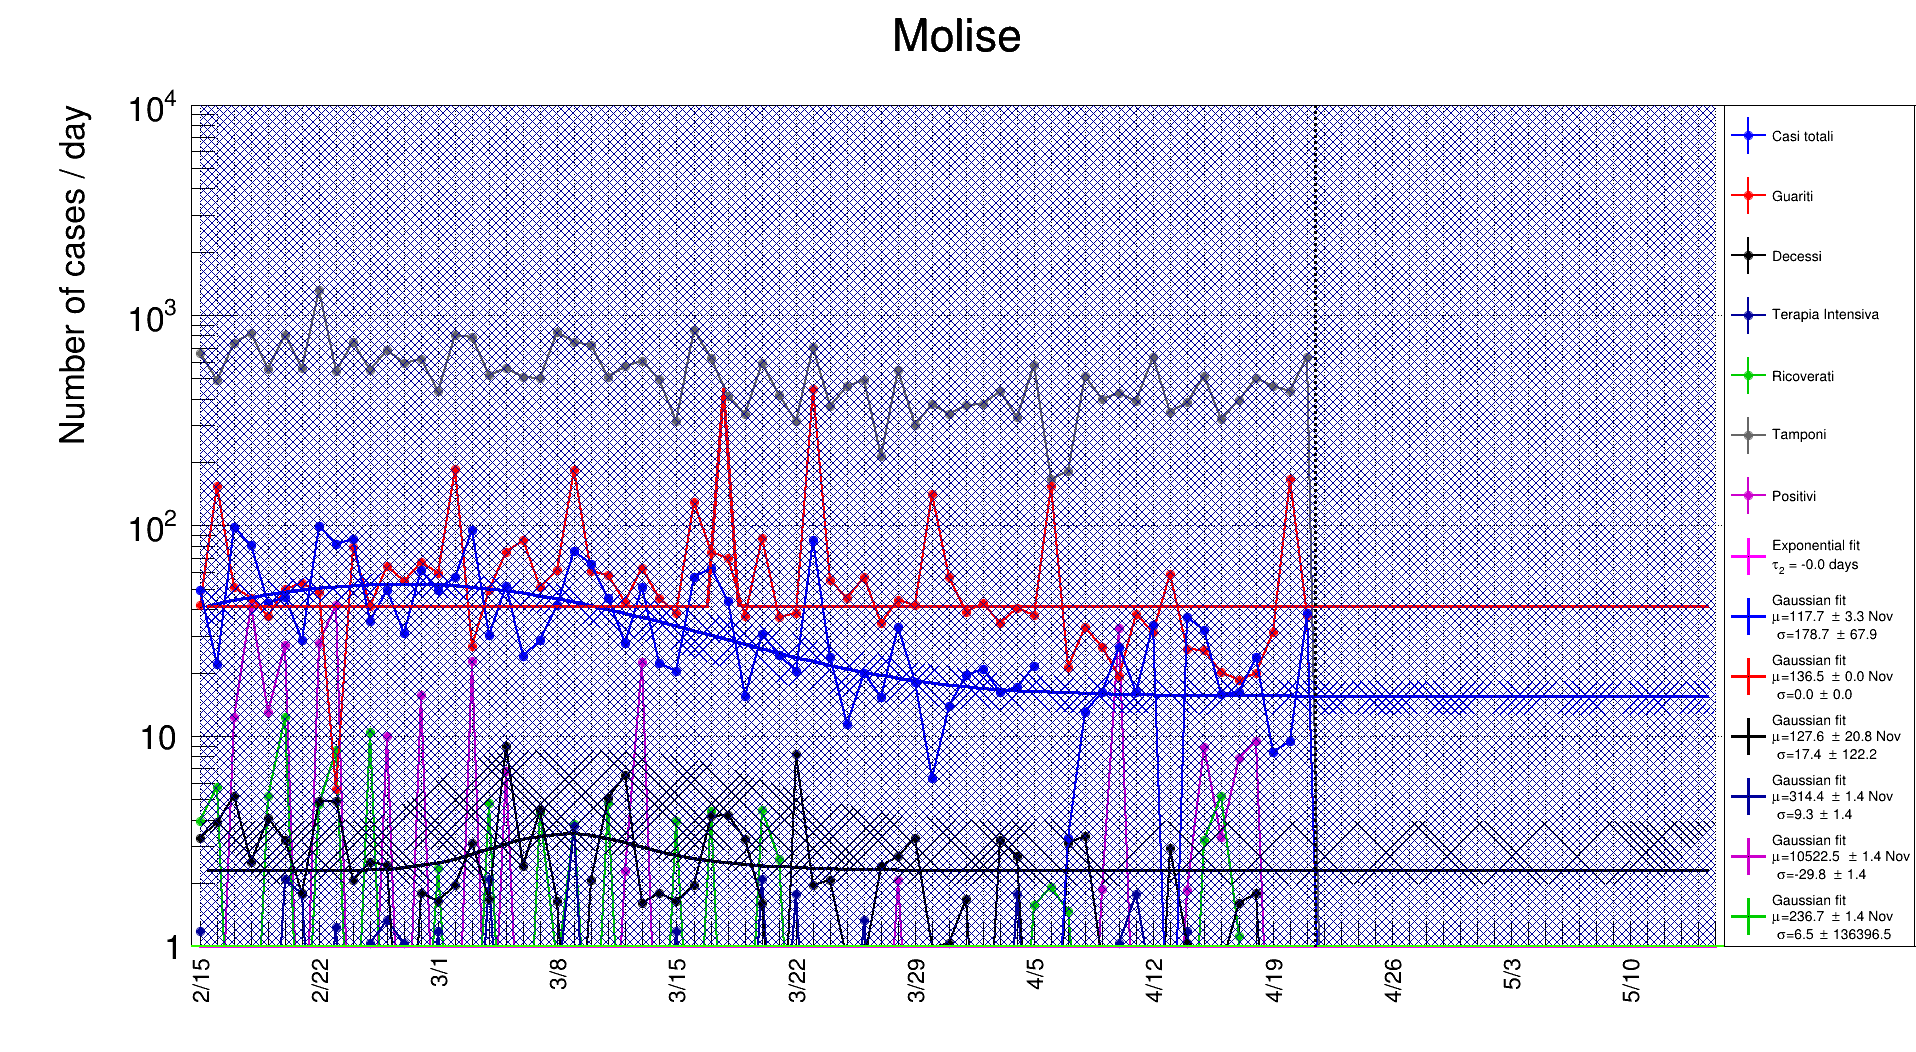 Molise
Number of cases / day
10^4
10^3
10^2
10
1
2/15
2/22
3/1
3/8
3/15
3/22
3/29
4/5
4/12
4/19
4/26
5/3
5/10
Casi totali
Guariti
Decessi
Terapia Intensiva
Ricoverati
Tamponi
Positivi
Exponential fit
τ2 = -0.0 days
Gaussian fit
μ=117.7 ± 3.3 Nov
σ=178.7 ± 67.9
Gaussian fit
μ=136.5 ± 0.0 Nov
σ=0.0 ± 0.0
Gaussian fit
μ=127.6 ± 20.8 Nov
σ=17.4 ± 122.2
Gaussian fit
μ=314.4 ± 1.4 Nov
σ=9.3 ± 1.4
Gaussian fit
μ=10522.5 ± 1.4 Nov
σ=-29.8 ± 1.4
Gaussian fit
μ=236.7 ± 1.4 Nov
σ=6.5 ± 136396.5